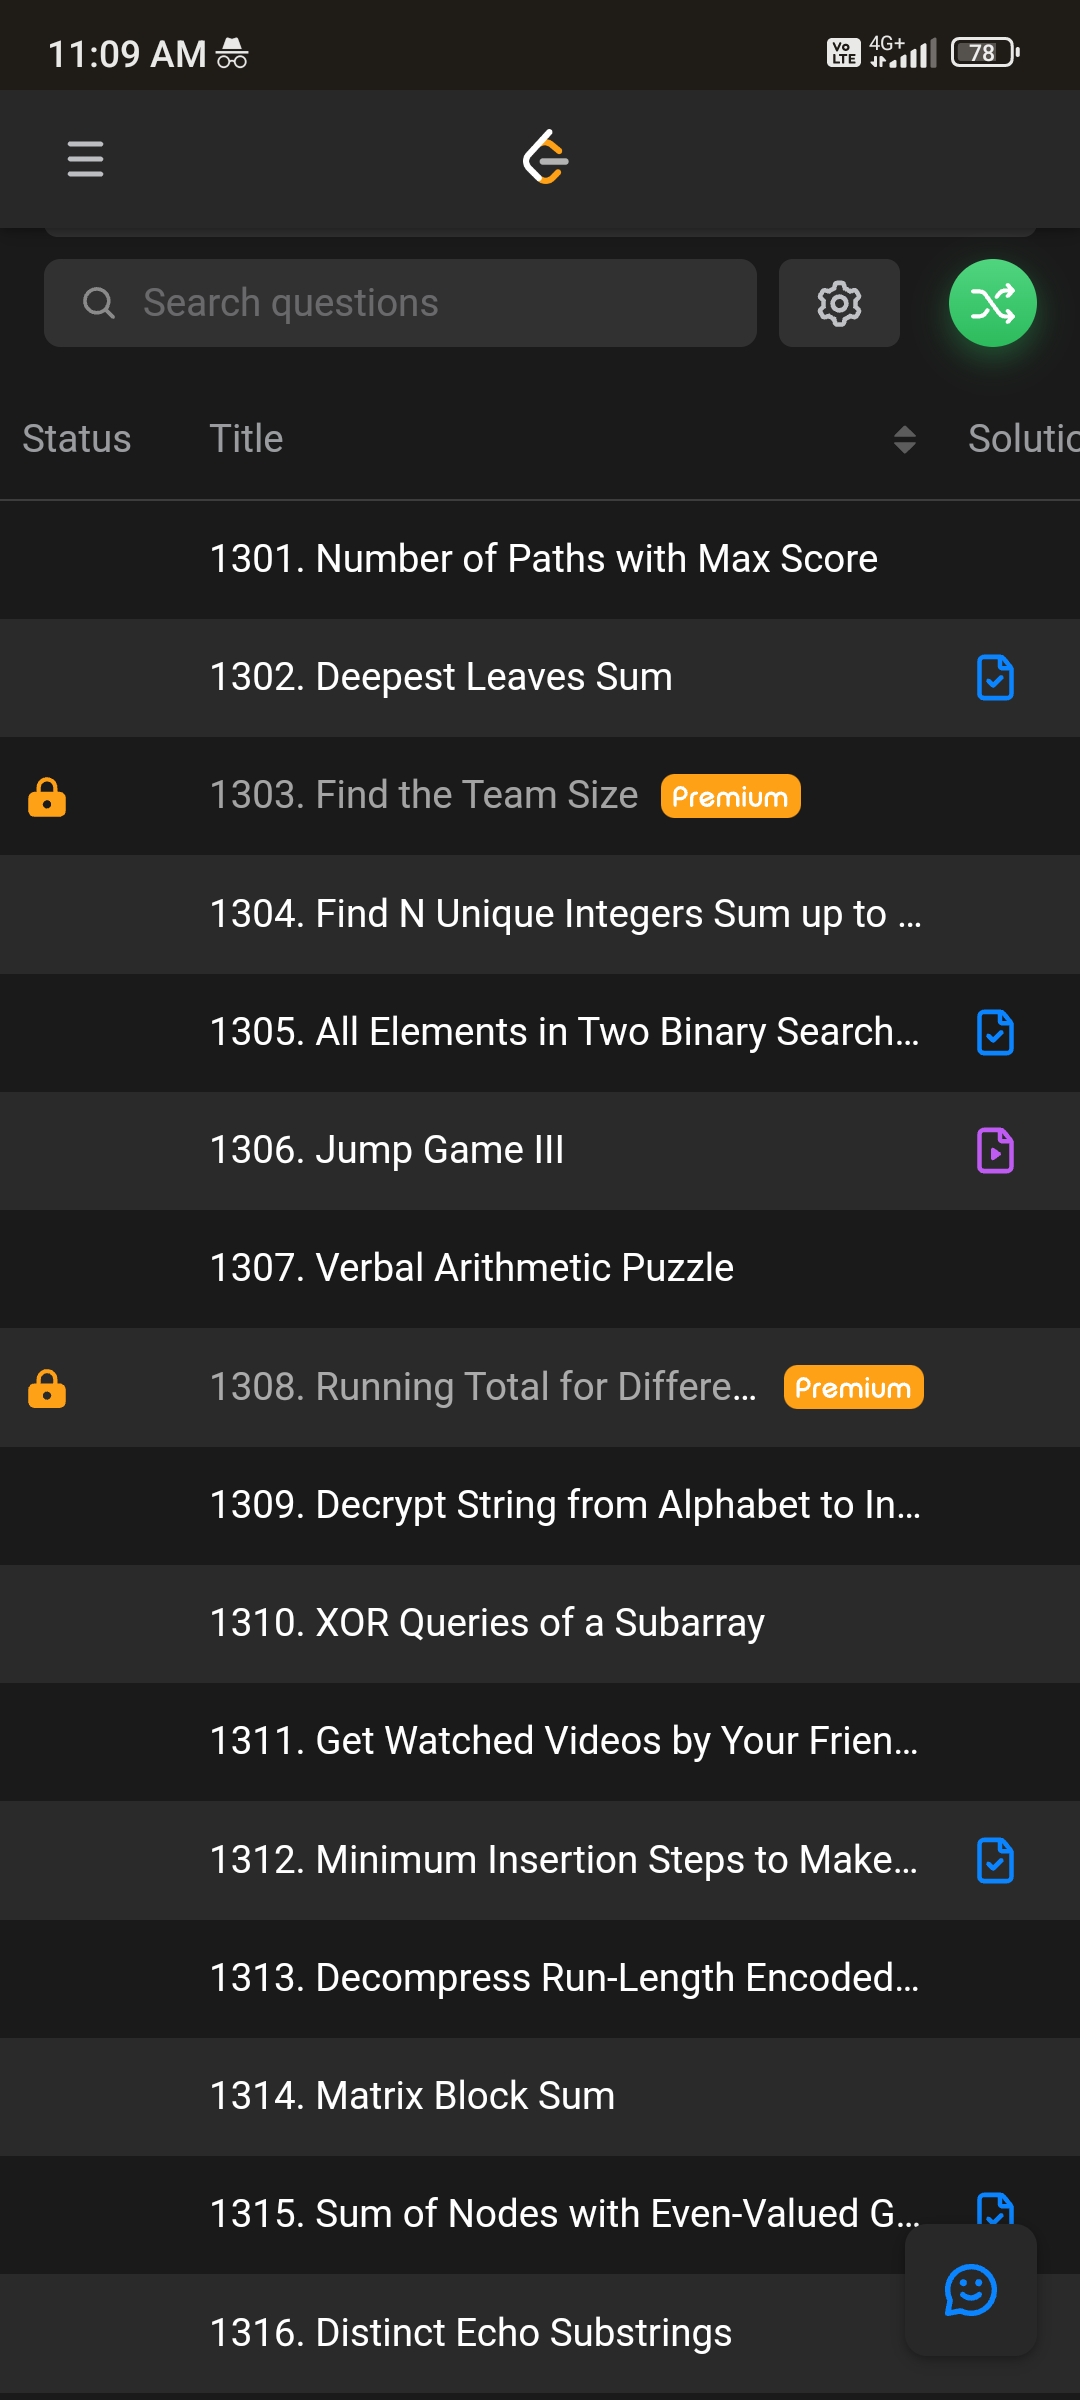 11:09 AM
Vo LTE 4G+ 78
Search questions
Status Title Solutio
1301. Number of Paths with Max Score
1302. Deepest Leaves Sum
1303. Find the Team Size Premium
1304. Find N Unique Integers Sum up to ...
1305. All Elements in Two Binary Search...
1306. Jump Game III
1307. Verbal Arithmetic Puzzle
1308. Running Total for Differe... Premium
1309. Decrypt String from Alphabet to In...
1310. XOR Queries of a Subarray
1311. Get Watched Videos by Your Frien...
1312. Minimum Insertion Steps to Make...
1313. Decompress Run-Length Encoded...
1314. Matrix Block Sum
1315. Sum of Nodes with Even-Valued G...
1316. Distinct Echo Substrings